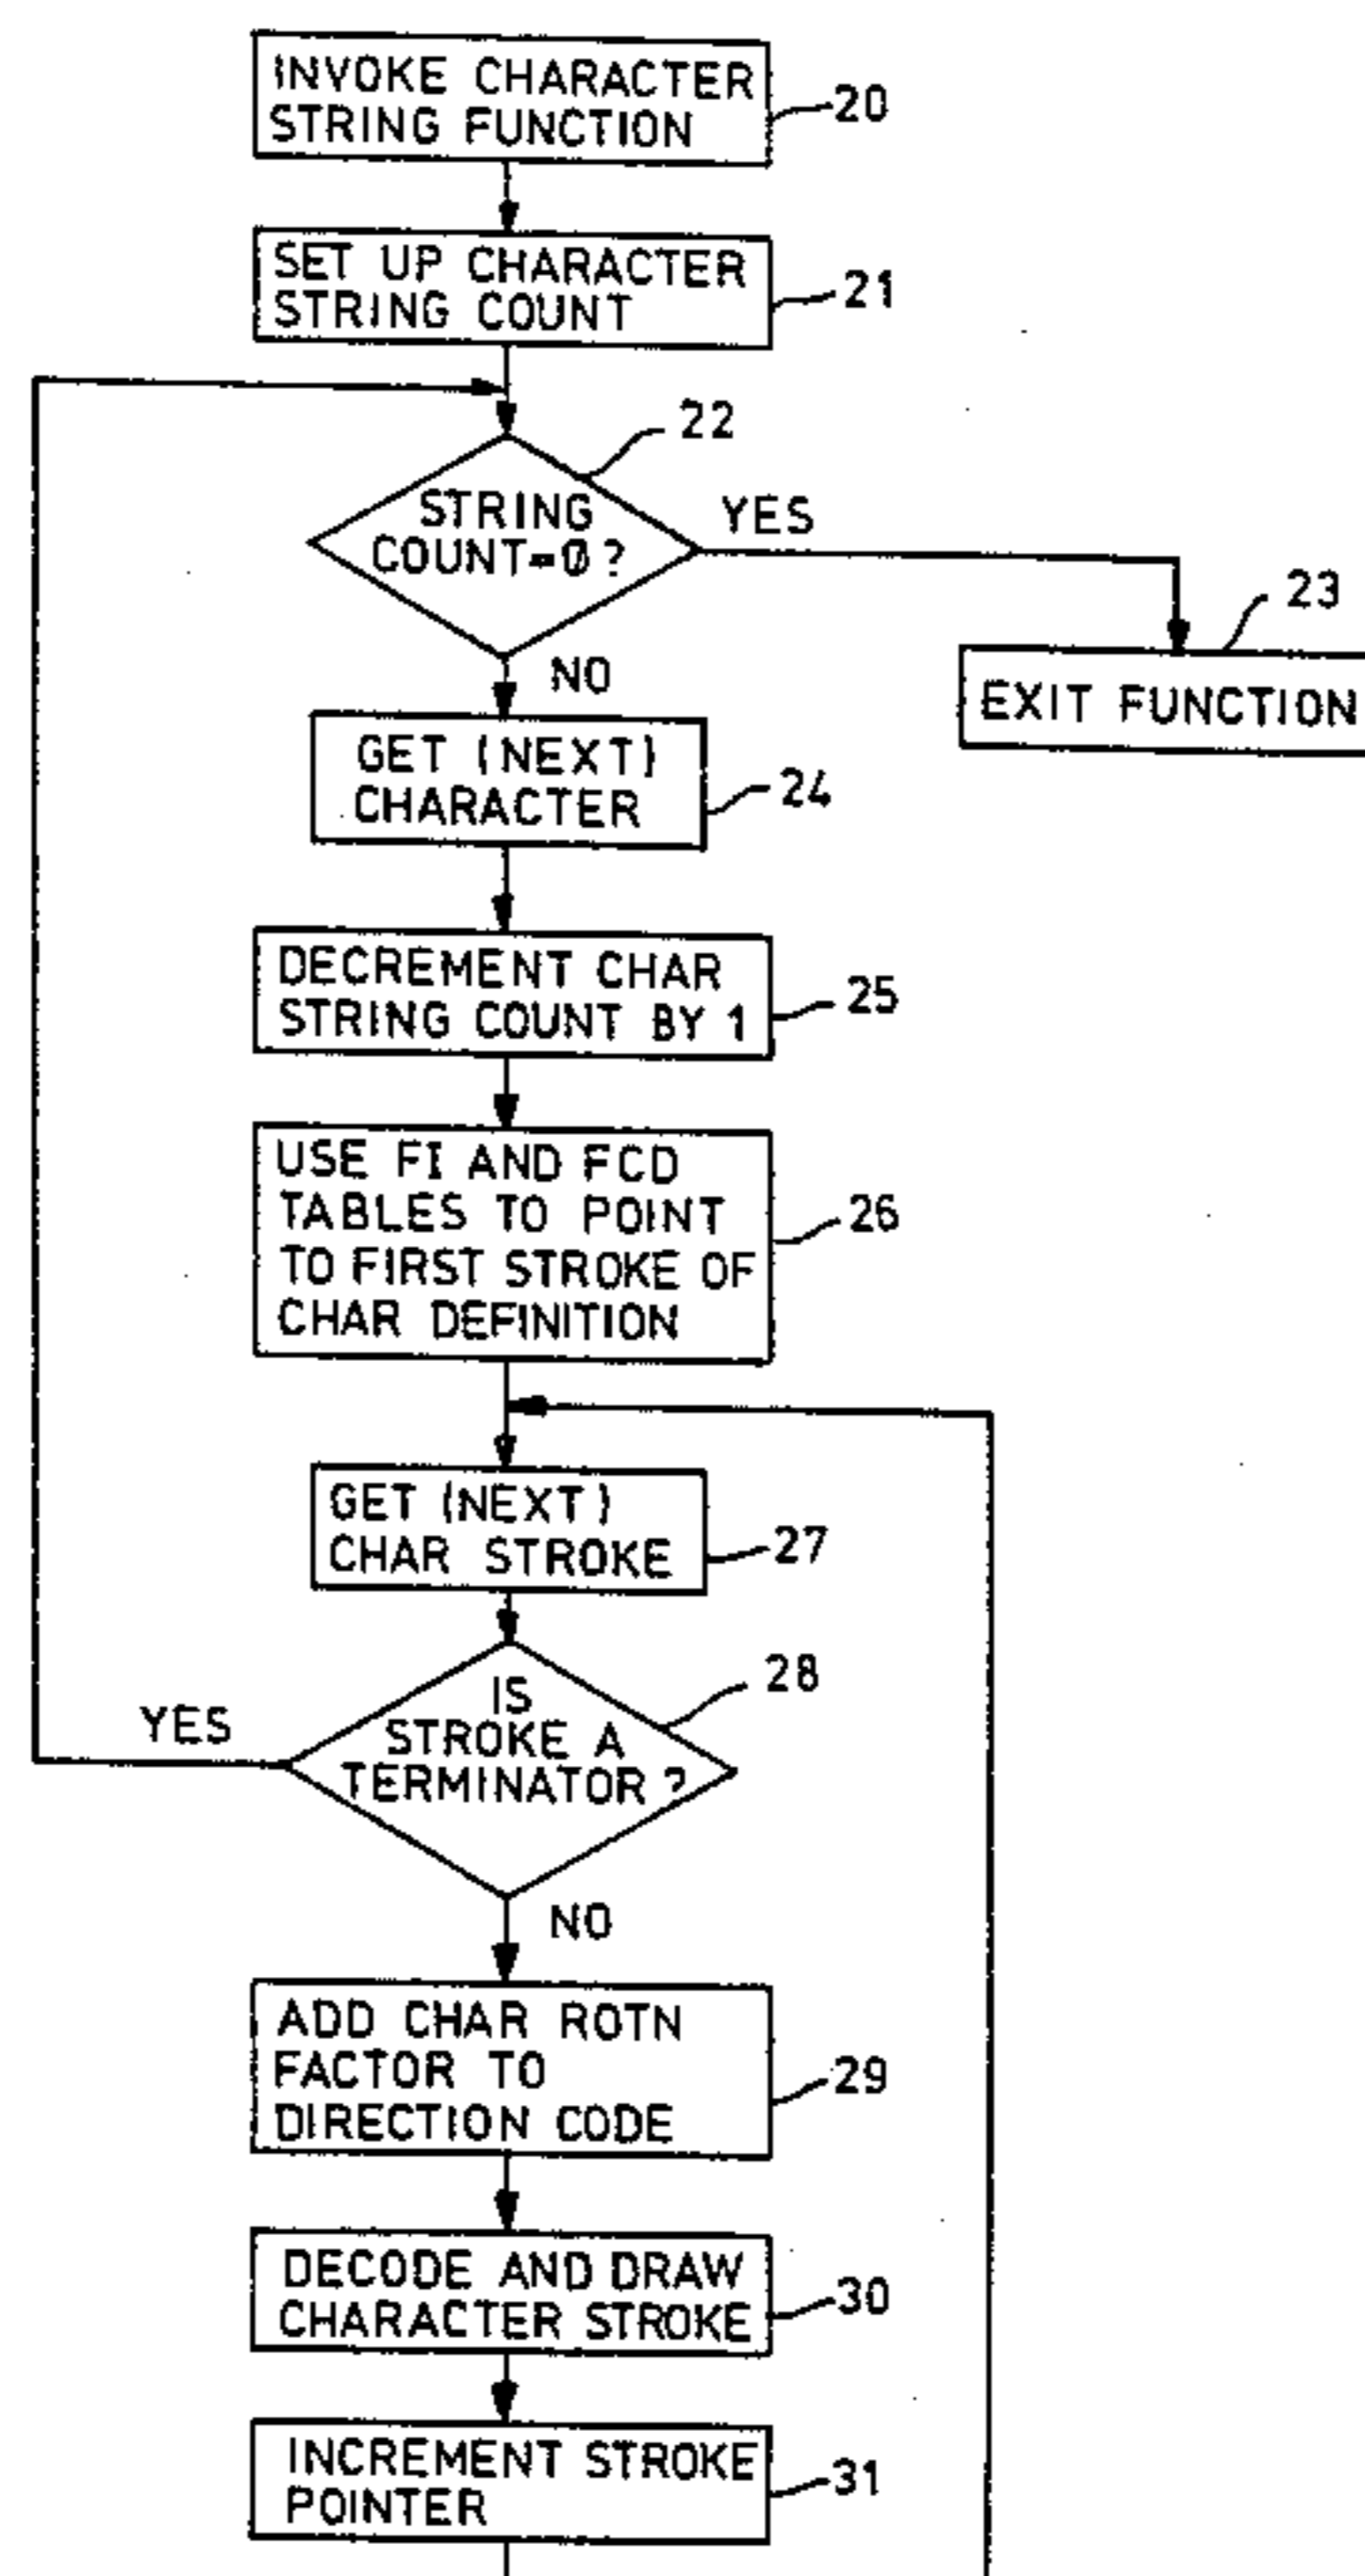 INVOKE CHARACTER
STRING FUNCTION
20
SET UP CHARACTER
STRING COUNT
21
22
STRING
COUNT=0?
YES
23
EXIT FUNCTION
NO
GET (NEXT)
CHARACTER
24
DECREMENT CHAR
STRING COUNT BY 1
25
USE FI AND FCD
TABLES TO POINT
TO FIRST STROKE OF
CHAR DEFINITION
26
GET (NEXT)
CHAR STROKE
27
28
IS
STROKE A
TERMINATOR?
YES
NO
ADD CHAR ROTN
FACTOR TO
DIRECTION CODE
29
DECODE AND DRAW
CHARACTER STROKE
30
INCREMENT STROKE
POINTER
31